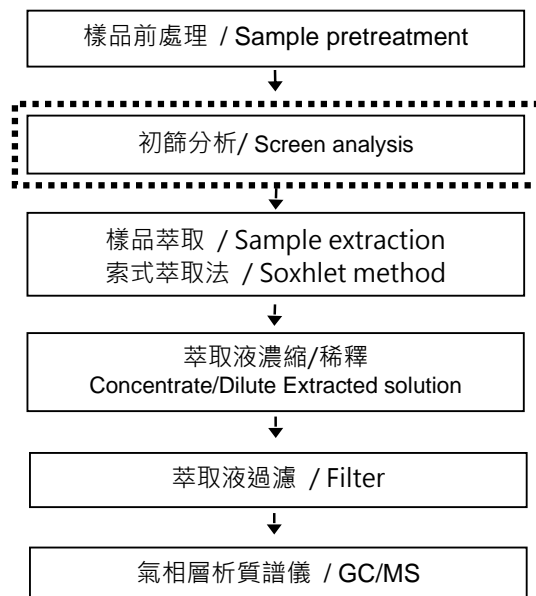 樣品前處理 / Sample pretreatment
初篩分析/ Screen analysis
樣品萃取 / Sample extraction
索式萃取法 / Soxhlet method
萃取液濃縮/稀釋
Concentrate/Dilute Extracted solution
萃取液過濾 / Filter
氣相層析質譜儀 / GC/MS